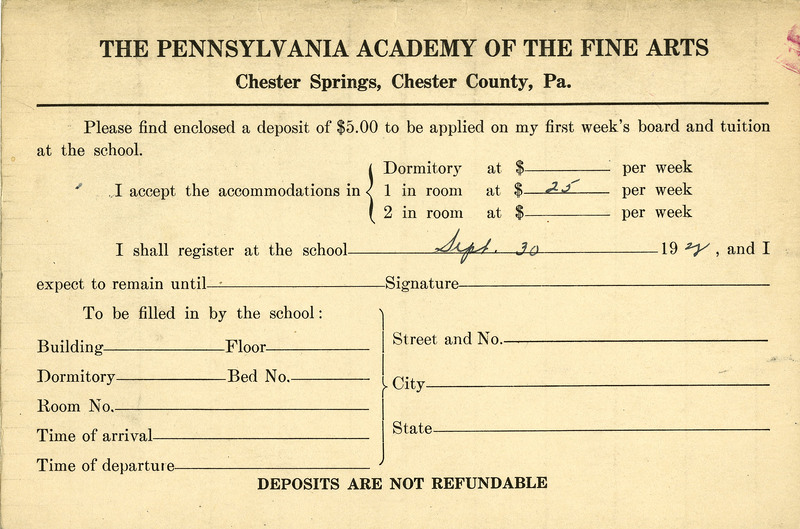 THE PENNSYLVANIA ACADEMY OF THE FINE ARTS
Chester Springs, Chester County, Pa.
Please find enclosed a deposit of $5.00 to be applied on my first week's board and tuition
at the school.
I accept the accommodations in
Dormitory at $ per week
1 in room at $ 25 per week
2 in room at $ per week
I shall register at the school Sept. 30 19 , and I
expect to remain until Signature
To be filled in by the school:
Building Floor
Dormitory Bed No.
Room No.
Time of arrival
Time of departure
Street and No.
City
State
DEPOSITS ARE NOT REFUNDABLE